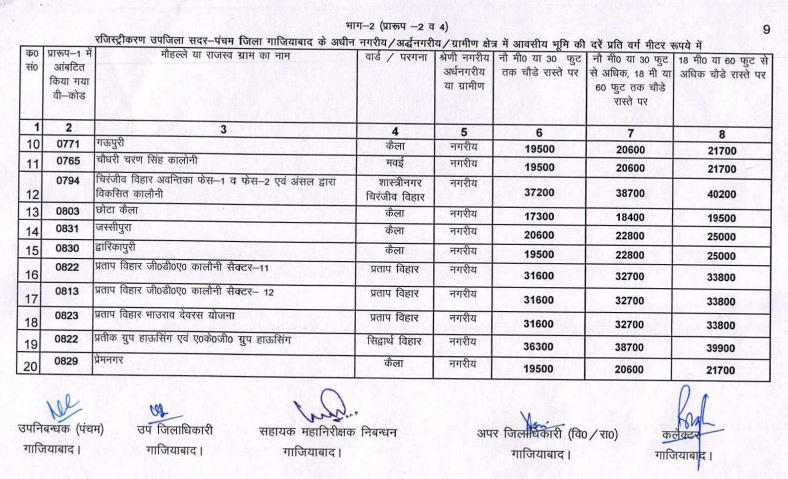 भाग–2 (प्रारूप –2 व 4)
9
रजिस्ट्रीकरण उपजिला सदर–पंचम जिला गाजियाबाद के अधीन नगरीय/अर्द्धनगरीय/ग्रामीण क्षेत्र में आवसीय भूमि की दरें प्रति वर्ग मीटर रूपये में
क0 सं0 | प्रारूप–1 में आंबटित किया गया वी–कोड | मौहल्ले या राजस्व ग्राम का नाम | वार्ड / परगना | श्रेणी नगरीय अर्धनगरीय या ग्रामीण | नौ मी0 या 30 फुट तक चोडे रास्ते पर | नौ मी0 या 30 फुट से अधिक, 18 मी या 60 फुट तक चोडे रास्ते पर | 18 मी0 या 60 फुट से अधिक चोडे रास्ते पर
1 2 3 4 5 6 7 8
10 0771 गऊपुरी कैला नगरीय 19500 20600 21700
11 0765 चौधरी चरण सिंह कालोनी मवई नगरीय 19500 20600 21700
12 0794 चिरंजीव विहार अवन्तिका फेस–1 व फेस–2 एवं अंसल द्वारा विकसित कालौनी शास्त्रीनगर चिरंजीव विहार नगरीय 37200 38700 40200
13 0803 छोटा कैला कैला नगरीय 17300 18400 19500
14 0831 जस्सीपुरा कैला नगरीय 20600 22800 25000
15 0830 द्वारिकापुरी कैला नगरीय 19500 22800 25000
16 0822 प्रताप विहार जी0डी0ए0 कालौनी सैक्टर–11 प्रताप विहार नगरीय 31600 32700 33800
17 0813 प्रताप विहार जी0डी0ए0 कालौनी सेक्टर– 12 प्रताप विहार नगरीय 31600 32700 33800
18 0823 प्रताप विहार भाउराव देवरस योजना प्रताप विहार नगरीय 31600 32700 33800
19 0822 प्रतीक ग्रुप हाऊसिंग एवं ए0के0जी0 ग्रुप हाऊसिंग सिद्वार्थ विहार नगरीय 36300 38700 39900
20 0829 प्रेमनगर कैला नगरीय 19500 20600 21700
उपनिबन्धक (पंचम) उप जिलाधिकारी सहायक महानिरीक्षक निबन्धन अपर जिलाधिकारी (वि0/रा0) कलेक्टर
गाजियाबाद। गाजियाबाद। गाजियाबाद। गाजियाबाद। गाजियाबाद।